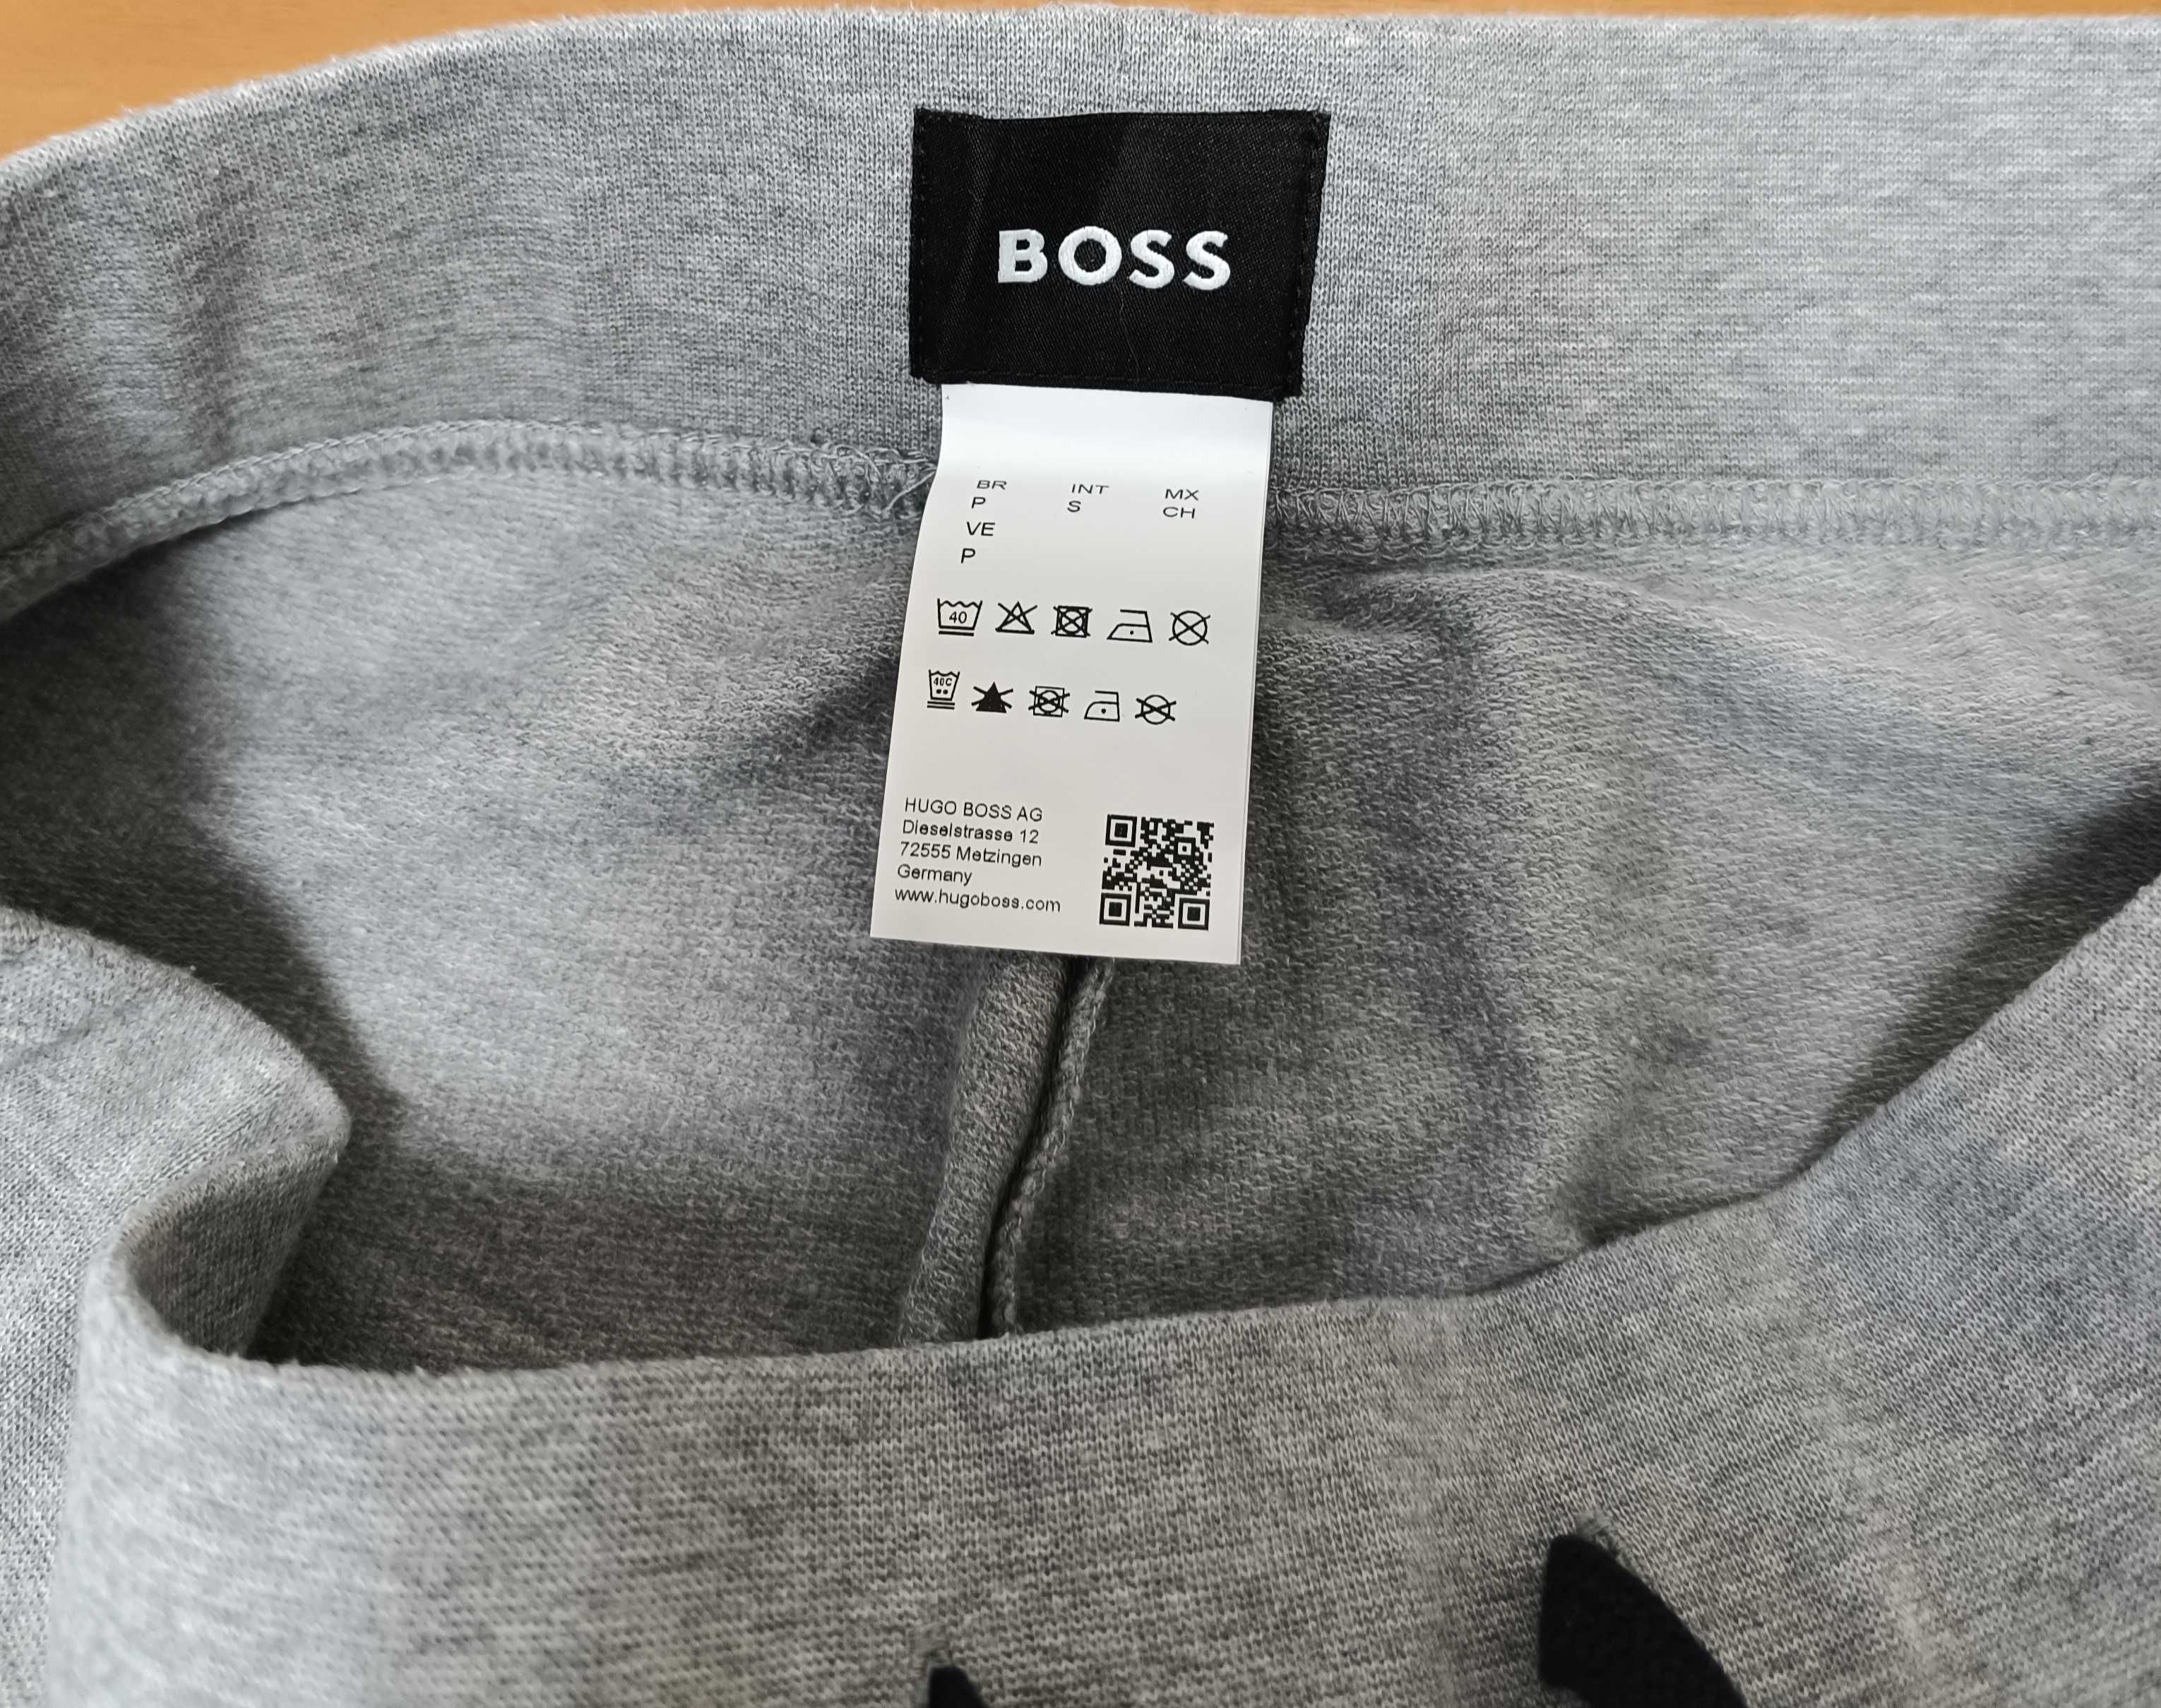 BOSS
BR INT MX
P S CH
VE
P
40
40C
HUGO BOSS AG
Dieselstrasse 12
72555 Metzingen
Germany
www.hugoboss.com